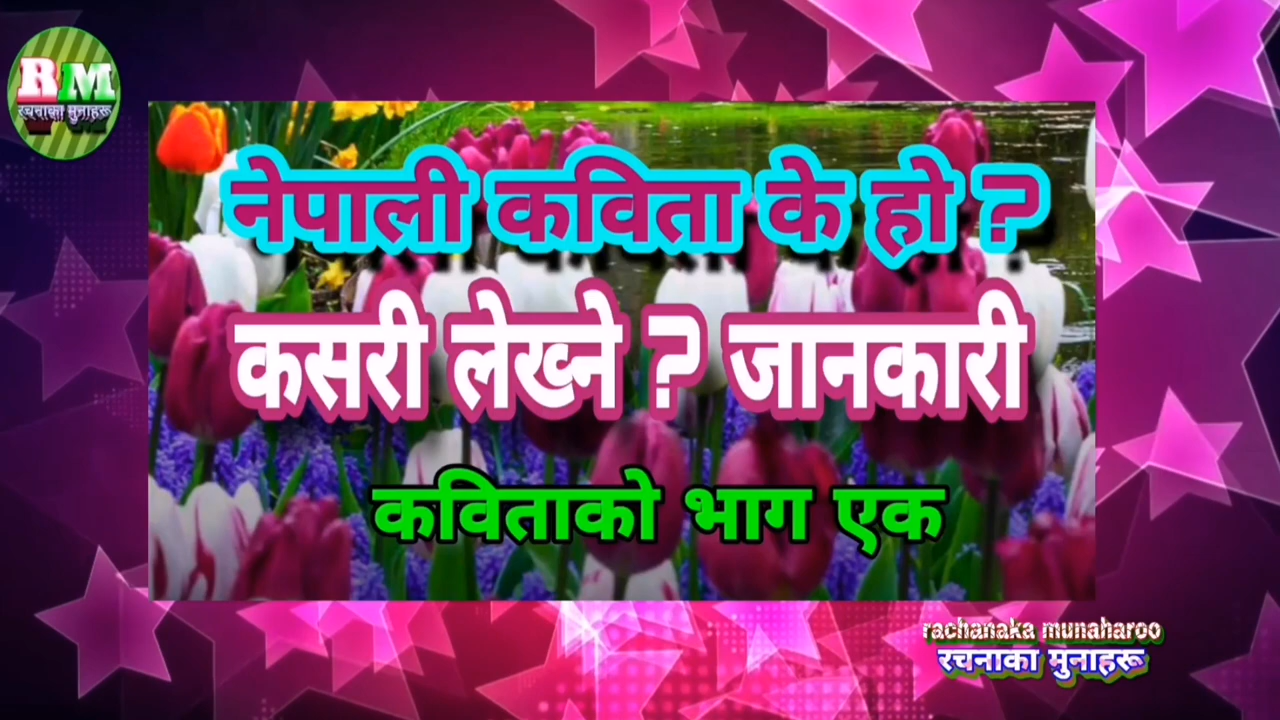 RM
रचनाका मुनाहरू
नेपाली कविता के हो ?
कसरी लेख्ने ? जानकारी
कविताको भाग एक
rachanaka munaharoo
रचनाका मुनाहरू